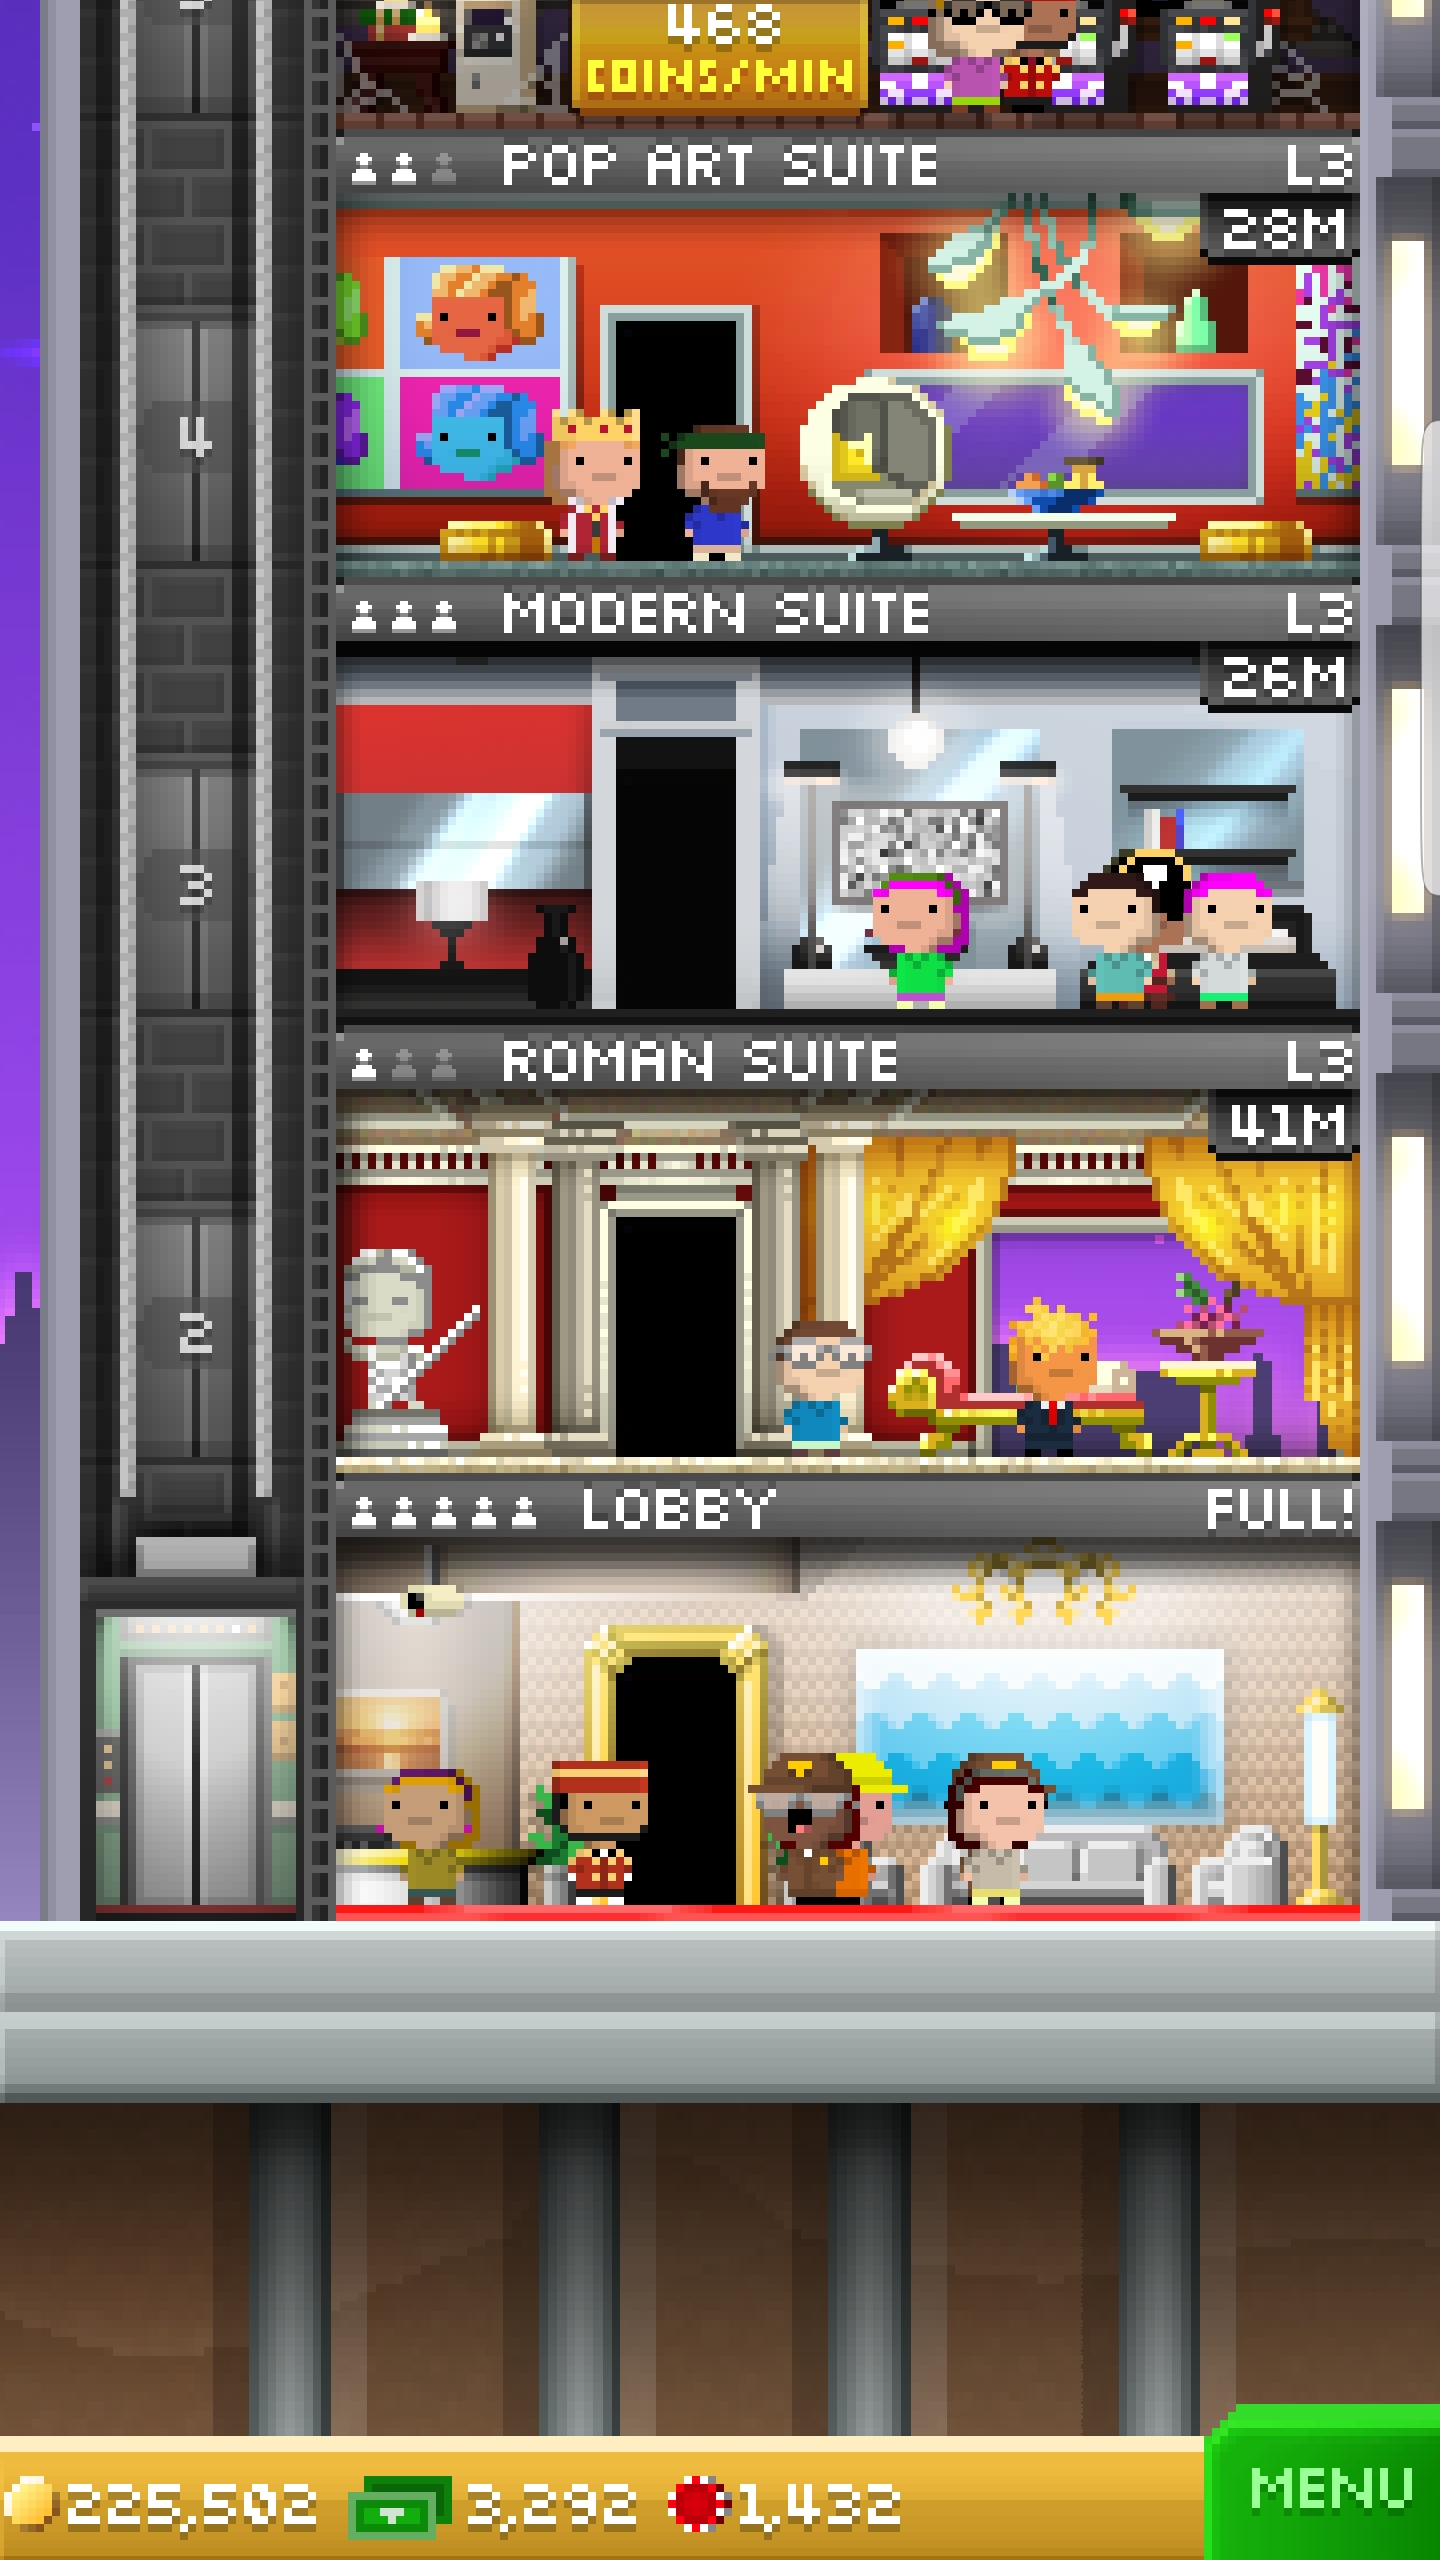 468
COINS/MIN
POP ART SUITE L3
28M
4
MODERN SUITE L3
26M
3
ROMAN SUITE L3
41M
2
LOBBY FULL!
225,502 3,292 1,432
MENU